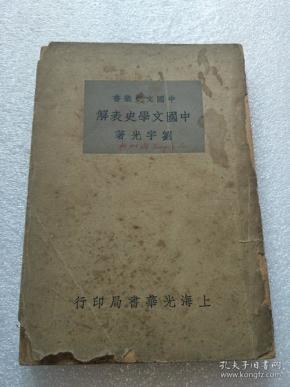 書叢史文國中
解表史學文國中
著光宇劉
行印局書華光海上
孔夫子旧书网